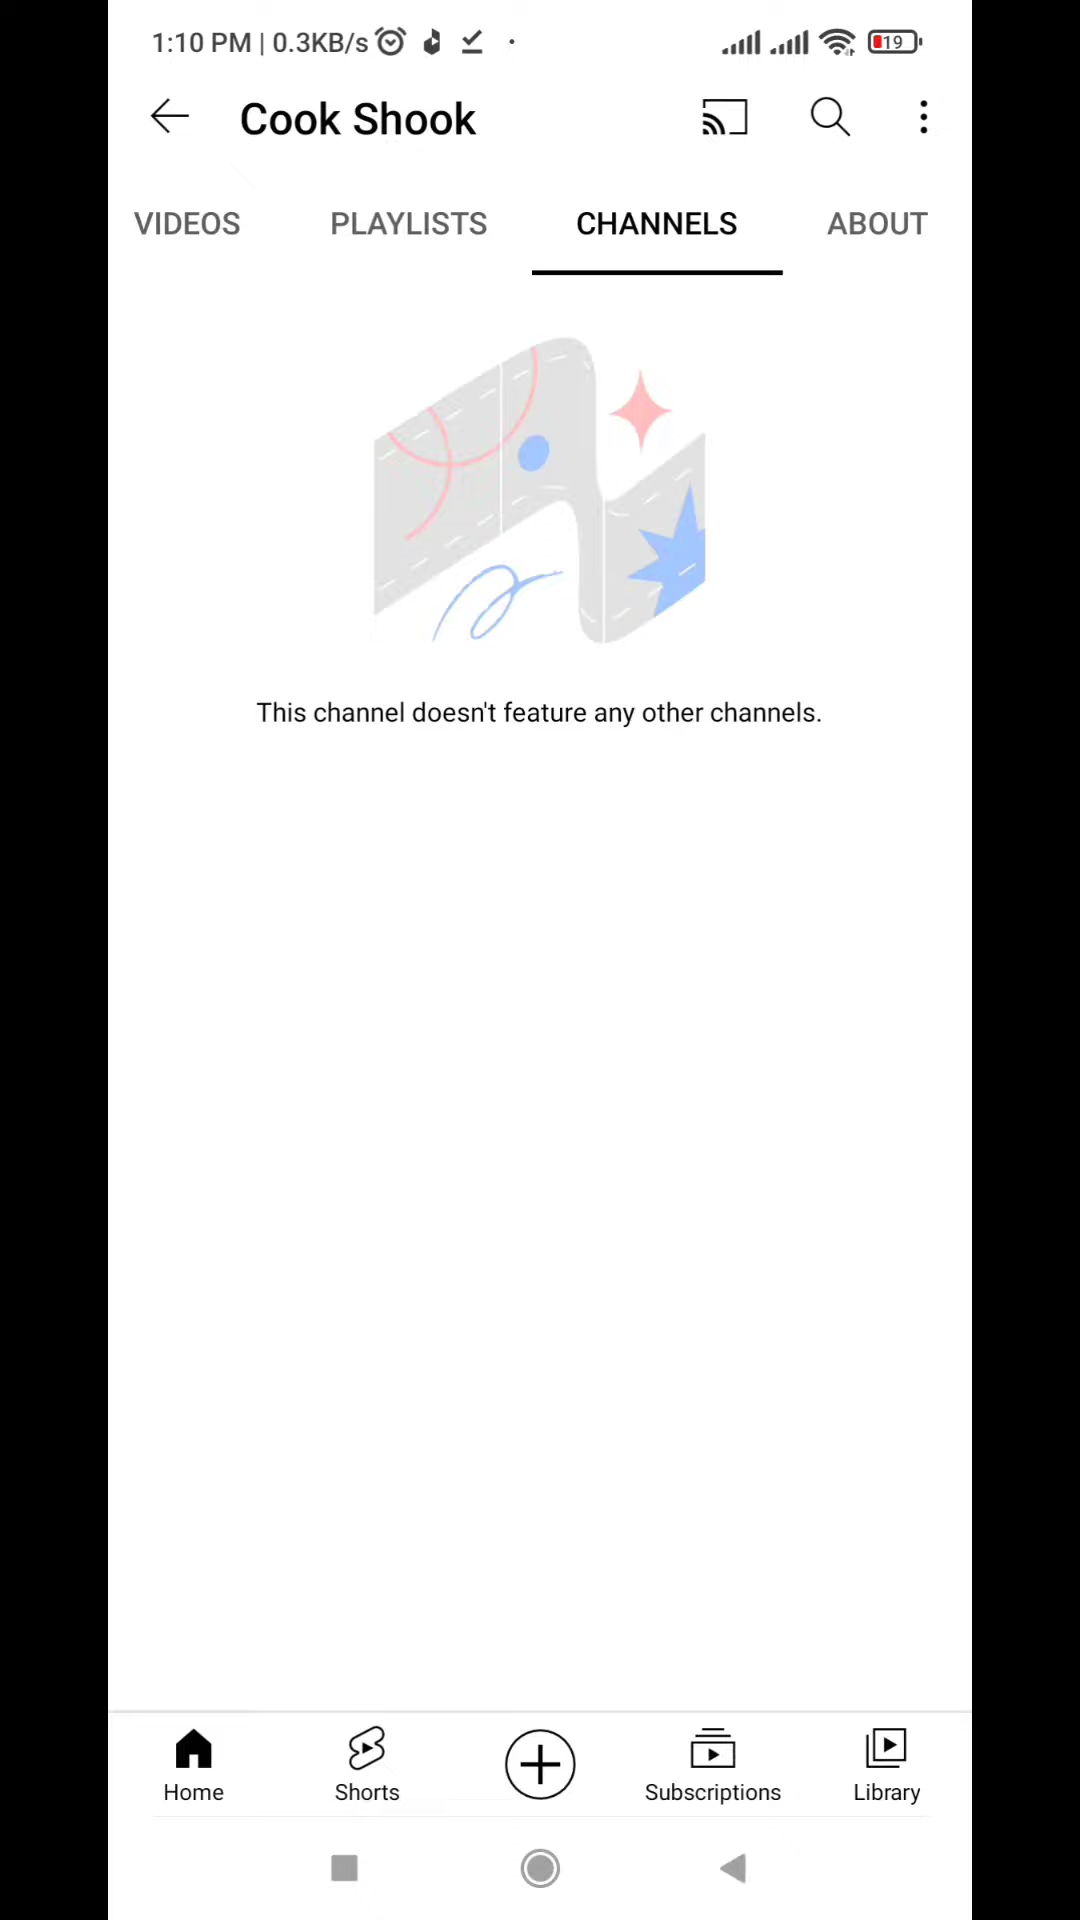 1:10 PM | 0.3KB/s 19
Cook Shook
VIDEOS PLAYLISTS CHANNELS ABOUT
This channel doesn't feature any other channels.
Home Shorts Subscriptions Library